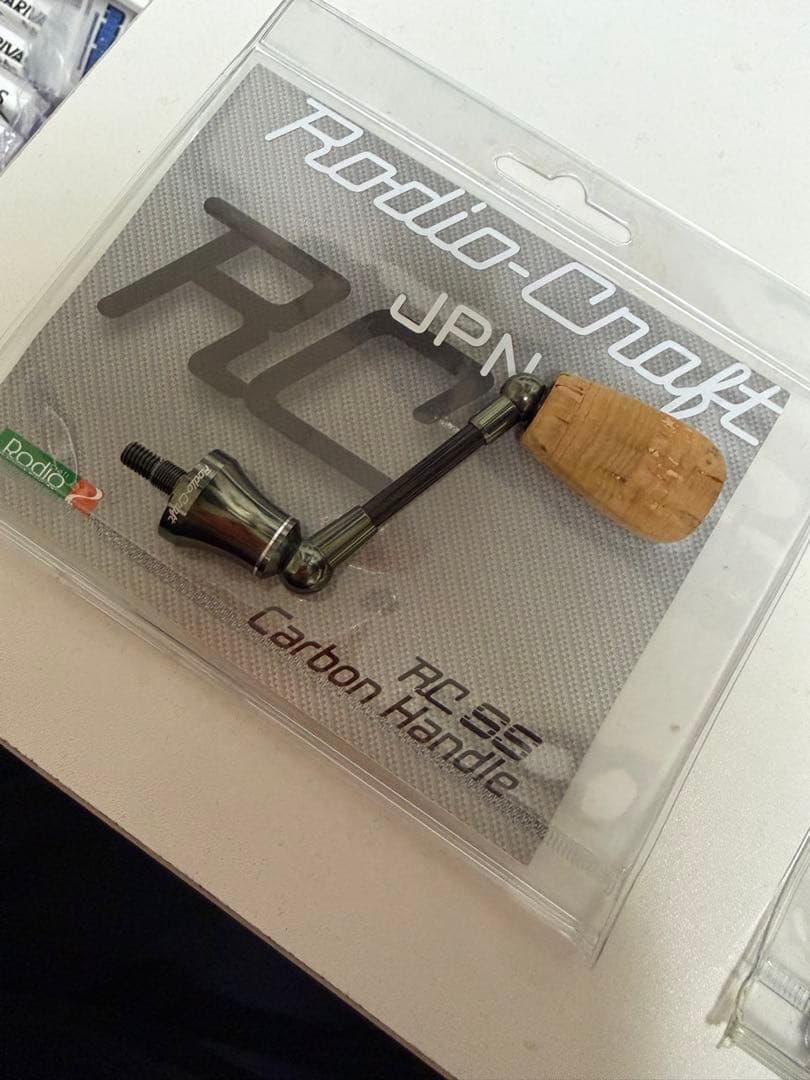 Rodio-Craft
JPN
RC
Rodio-Craft
Rodio
RC SS
Carbon Handle